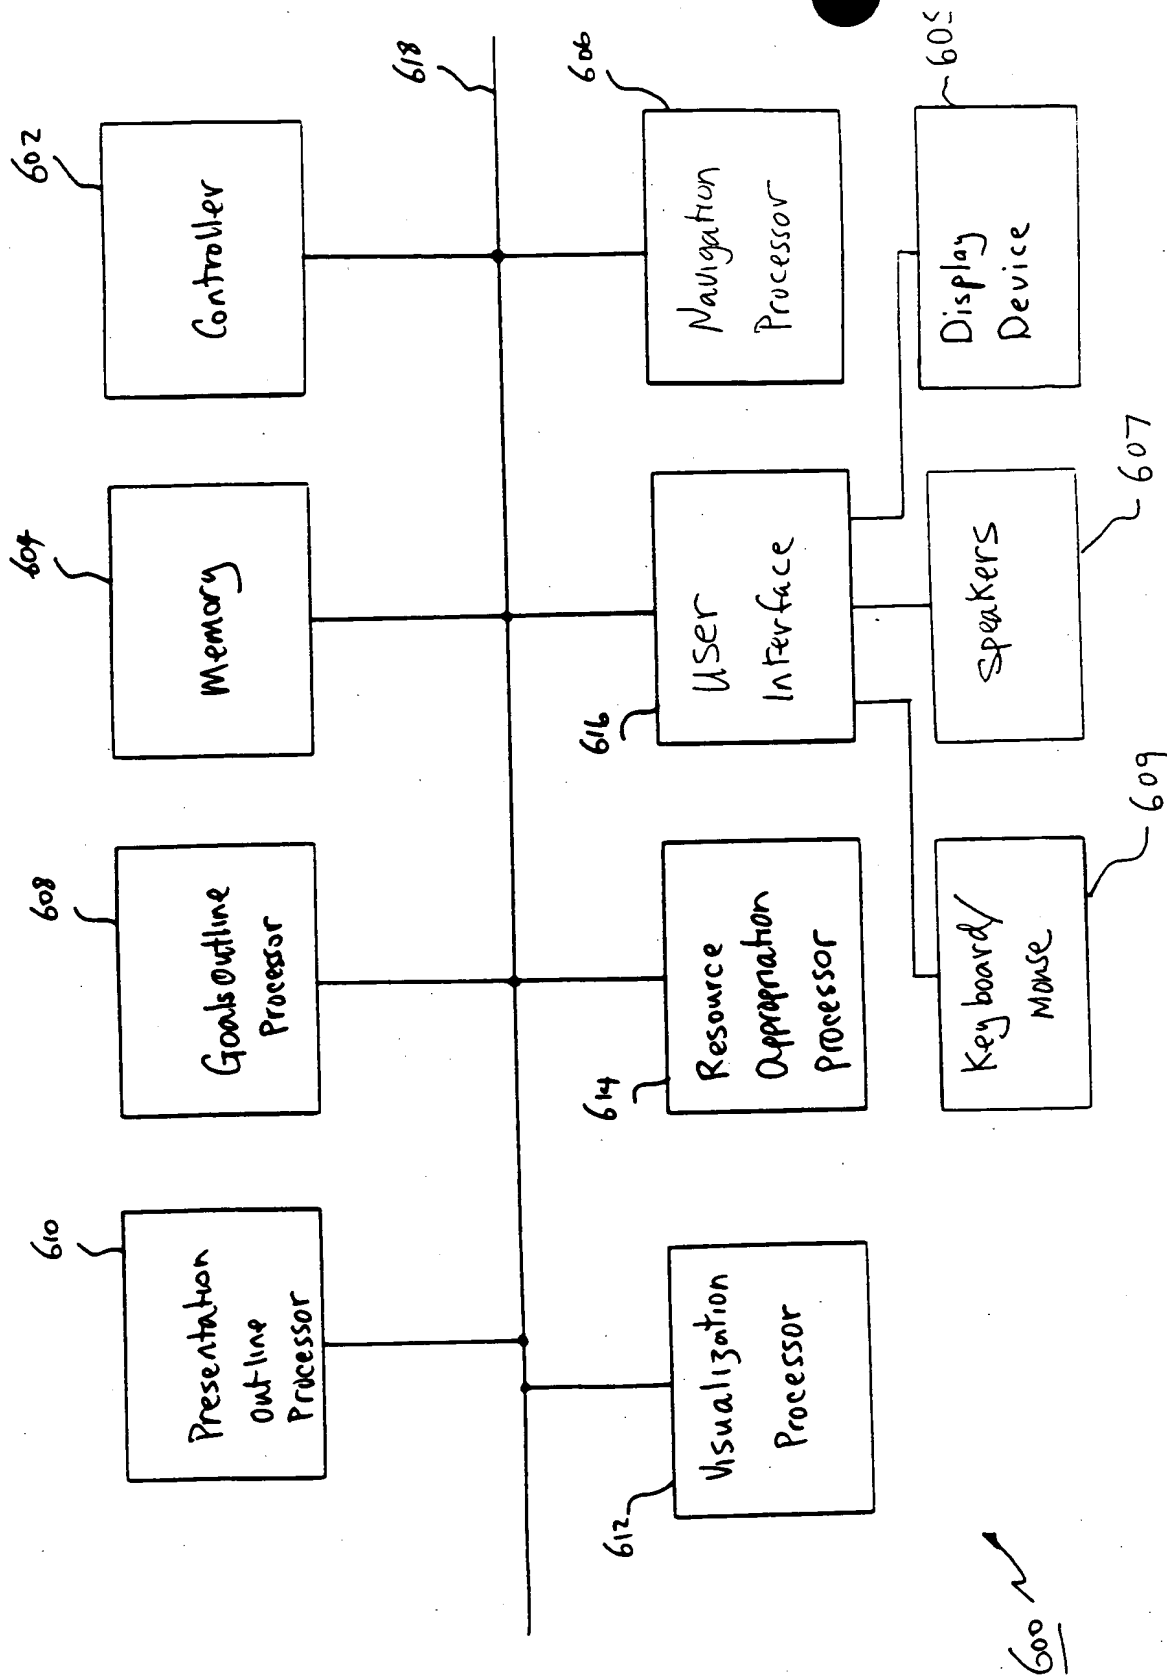 610
Presentation
outline
Processor
608
Goals outline
Processor
604
Memory
602
Controller
618
612
Visualization
Processor
614
Resource
appropriation
processor
616
User
Interface
606
Navigation
Processor
Keyboard/
Mouse
609
Speakers
607
Display
Device
600